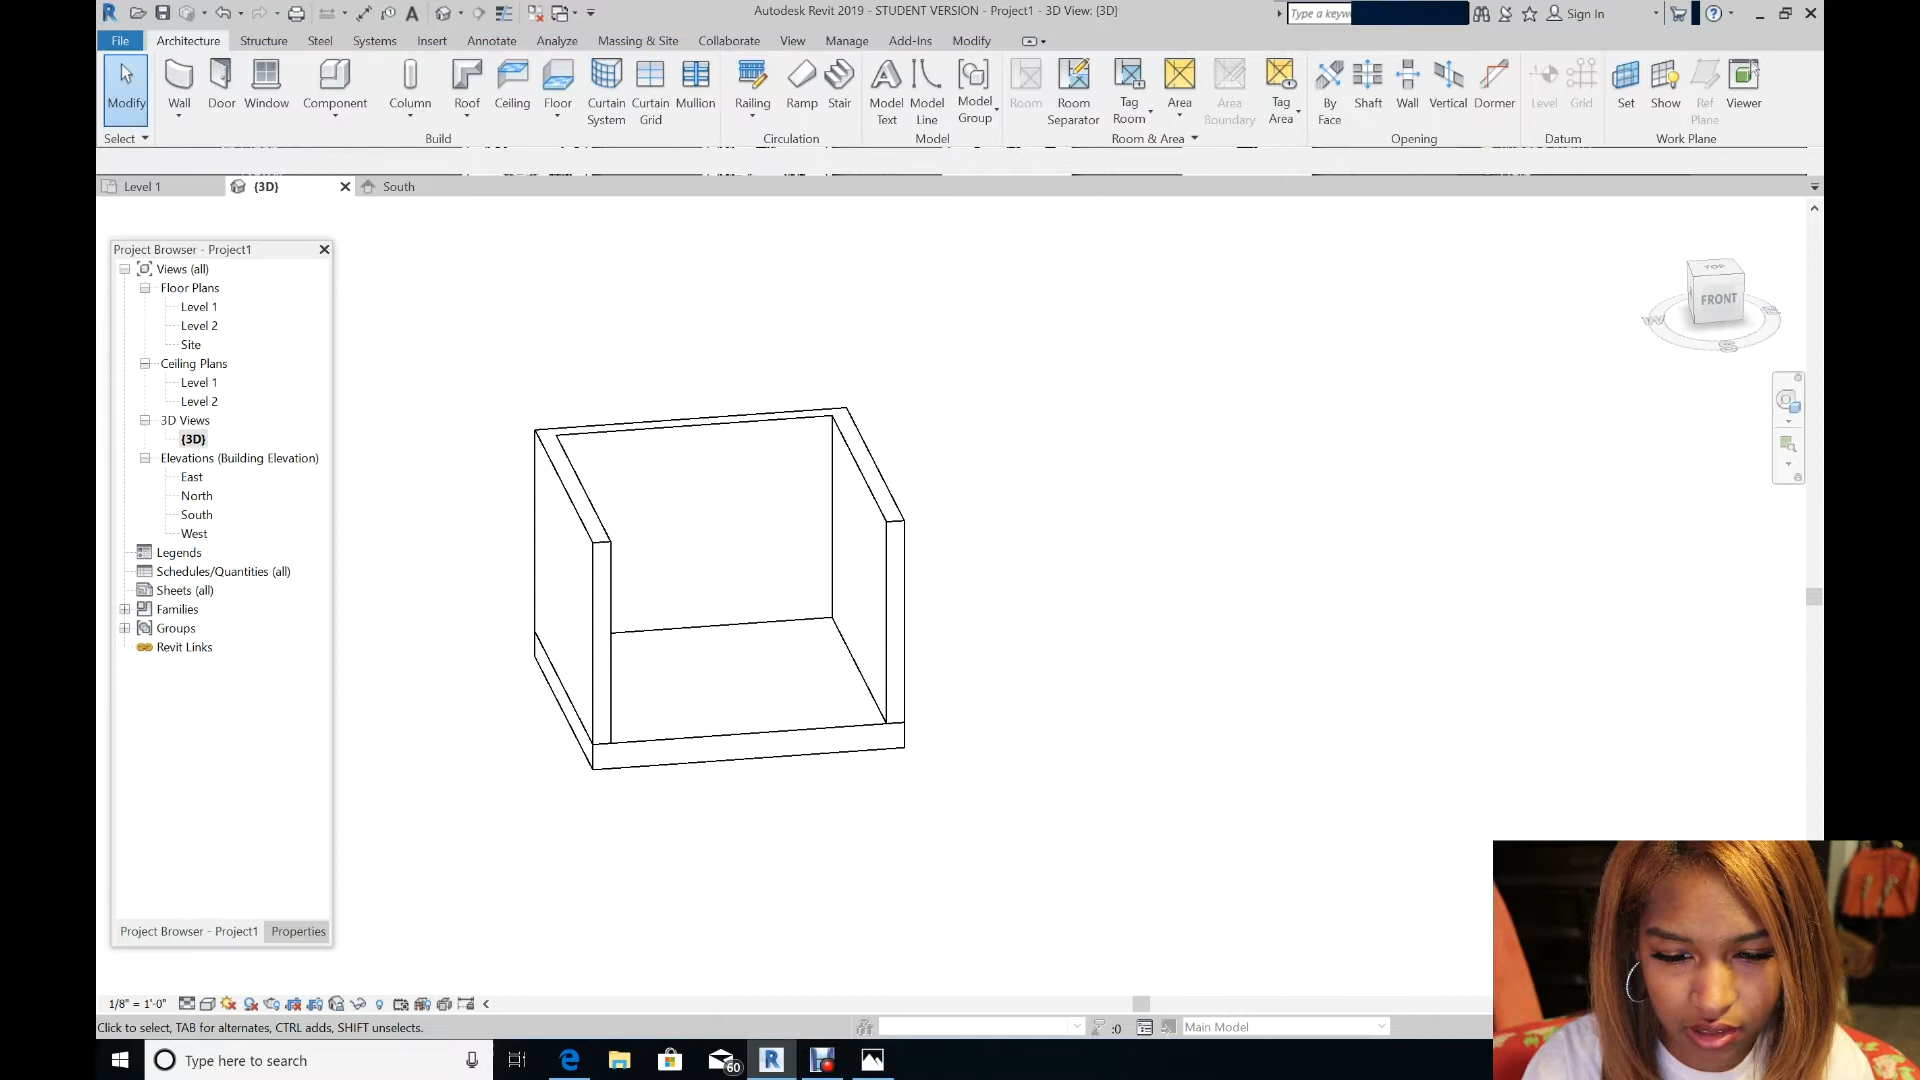 Autodesk Revit 2019 - STUDENT VERSION - Project1 - 3D View: {3D}
Type a keyw
Sign In
File Architecture Structure Steel Systems Insert Annotate Analyze Massing & Site Collaborate View Manage Add-Ins Modify
Modify Wall Door Window Component Column Roof Ceiling Floor Curtain System Curtain Grid Mullion Railing Ramp Stair Model Text Model Line Model Group Room Room Separator Tag Room Area Area Boundary Tag Area By Face Shaft Wall Vertical Dormer Level Grid Set Show Ref Plane Viewer
Select Build Circulation Model Room & Area Opening Datum Work Plane
Level 1 {3D} South
Project Browser - Project1
Views (all)
Floor Plans
Level 1
Level 2
Site
Ceiling Plans
Level 1
Level 2
3D Views
{3D}
Elevations (Building Elevation)
East
North
South
West
Legends
Schedules/Quantities (all)
Sheets (all)
Families
Groups
Revit Links
Project Browser - Project1 Properties
TOP
FRONT
W
S
1/8" = 1'-0"
Click to select, TAB for alternates, CTRL adds, SHIFT unselects.
:0
Main Model
Type here to search
60